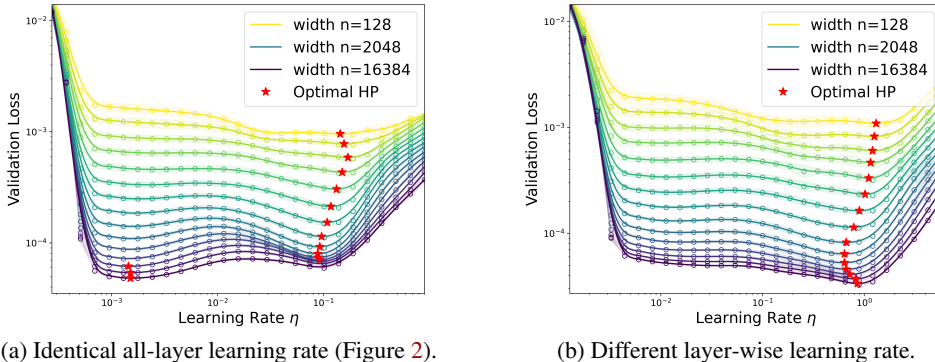 width n=128
width n=2048
width n=16384
Optimal HP
Validation Loss
10⁻²
10⁻³
10⁻⁴
10⁻³
10⁻²
10⁻¹
Learning Rate η
(a) Identical all-layer learning rate (Figure 2).
width n=128
width n=2048
width n=16384
Optimal HP
Validation Loss
10⁻²
10⁻³
10⁻⁴
10⁻²
10⁻¹
10⁰
Learning Rate η
(b) Different layer-wise learning rate.